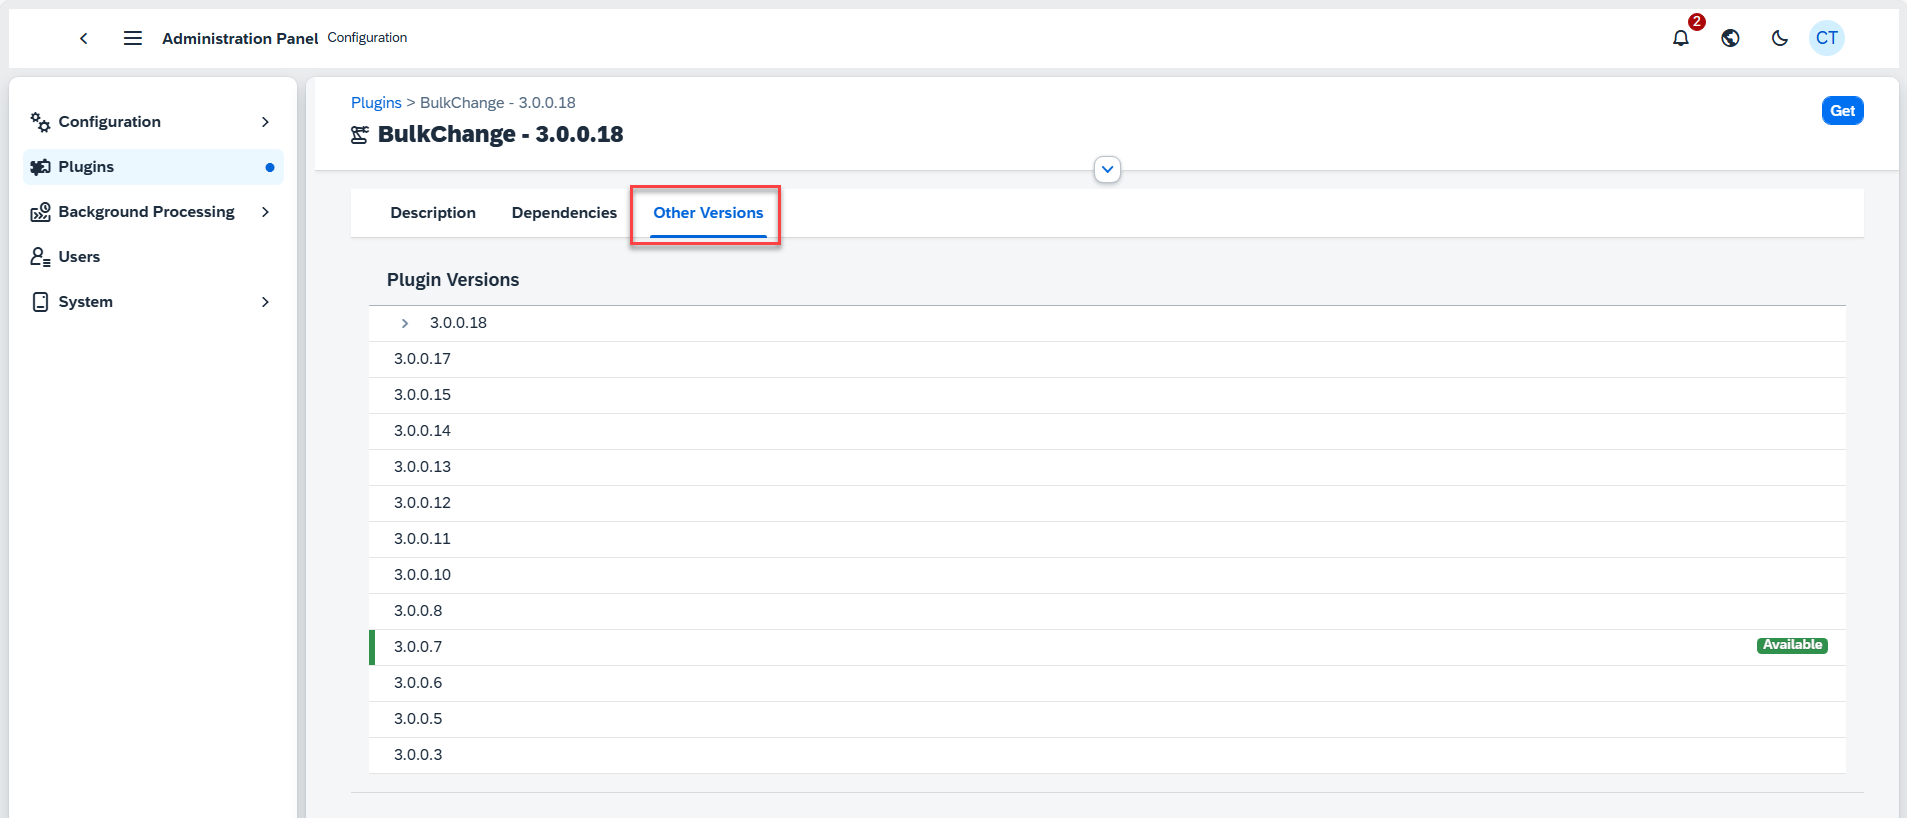 Administration Panel Configuration
2
CT
Configuration
Plugins
Background Processing
Users
System
Plugins > BulkChange - 3.0.0.18
BulkChange - 3.0.0.18
Get
Description Dependencies Other Versions
Plugin Versions
3.0.0.18
3.0.0.17
3.0.0.15
3.0.0.14
3.0.0.13
3.0.0.12
3.0.0.11
3.0.0.10
3.0.0.8
3.0.0.7 Available
3.0.0.6
3.0.0.5
3.0.0.3